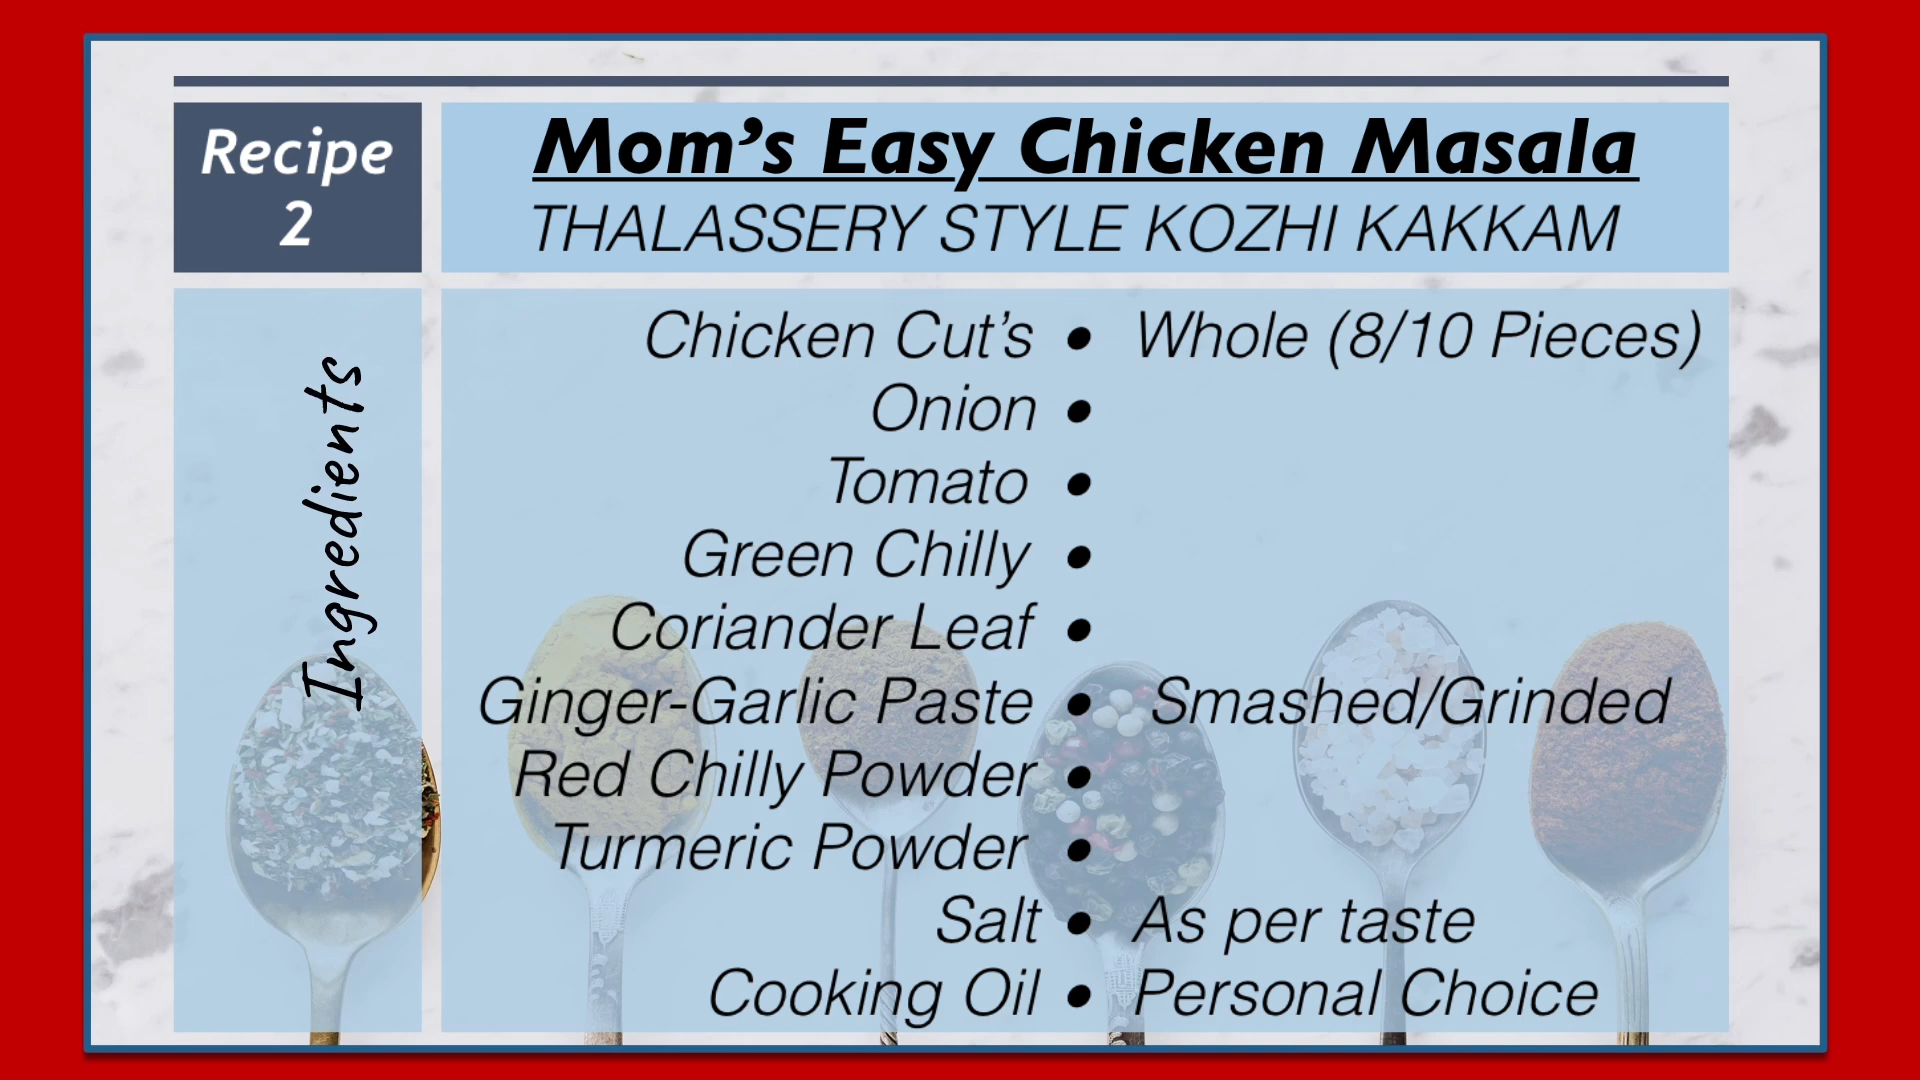 Recipe
2
Mom’s Easy Chicken Masala
THALASSERY STYLE KOZHI KAKKAM
Ingredients
Chicken Cut’s • Whole (8/10 Pieces)
Onion •
Tomato •
Green Chilly •
Coriander Leaf •
Ginger-Garlic Paste • Smashed/Grinded
Red Chilly Powder •
Turmeric Powder •
Salt • As per taste
Cooking Oil • Personal Choice